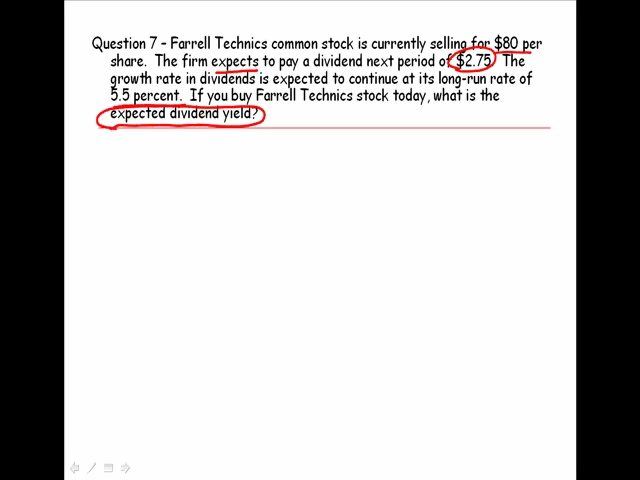 Question 7 – Farrell Technics common stock is currently selling for $80 per
share. The firm expects to pay a dividend next period of $2.75. The
growth rate in dividends is expected to continue at its long-run rate of
5.5 percent. If you buy Farrell Technics stock today, what is the
expected dividend yield?